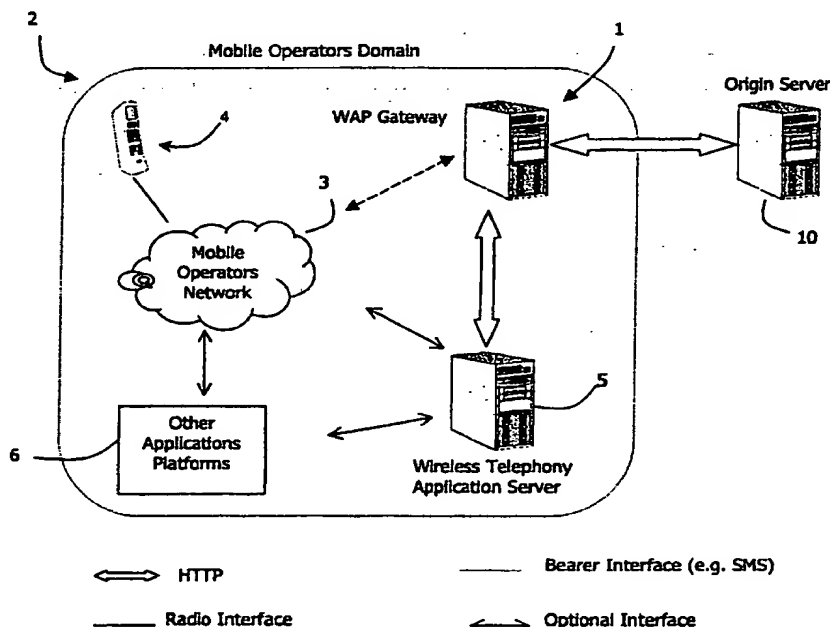 2
1
Mobile Operators Domain
Origin Server
WAP Gateway
4
3
10
Mobile
Operators
Network
5
Other
Applications
Platforms
6
Wireless Telephony
Application Server
HTTP
Bearer Interface (e.g. SMS)
Radio Interface
Optional Interface